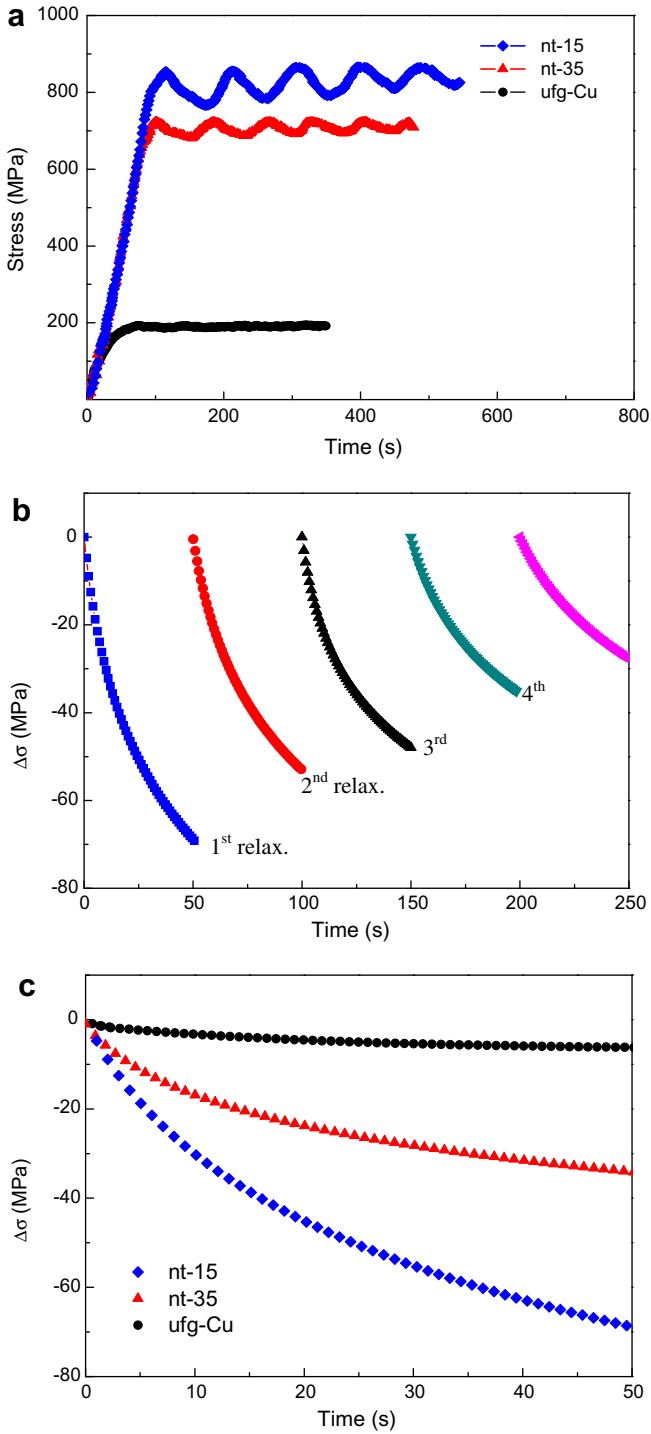 a
1000
800
600
400
200
0
200
400
600
800
Stress (MPa)
Time (s)
nt-15
nt-35
ufg-Cu
b
0
-20
-40
-60
-80
0
50
100
150
200
250
Δσ (MPa)
Time (s)
1st relax.
2nd relax.
3rd
4th
c
0
-20
-40
-60
-80
0
10
20
30
40
50
Δσ (MPa)
Time (s)
nt-15
nt-35
ufg-Cu